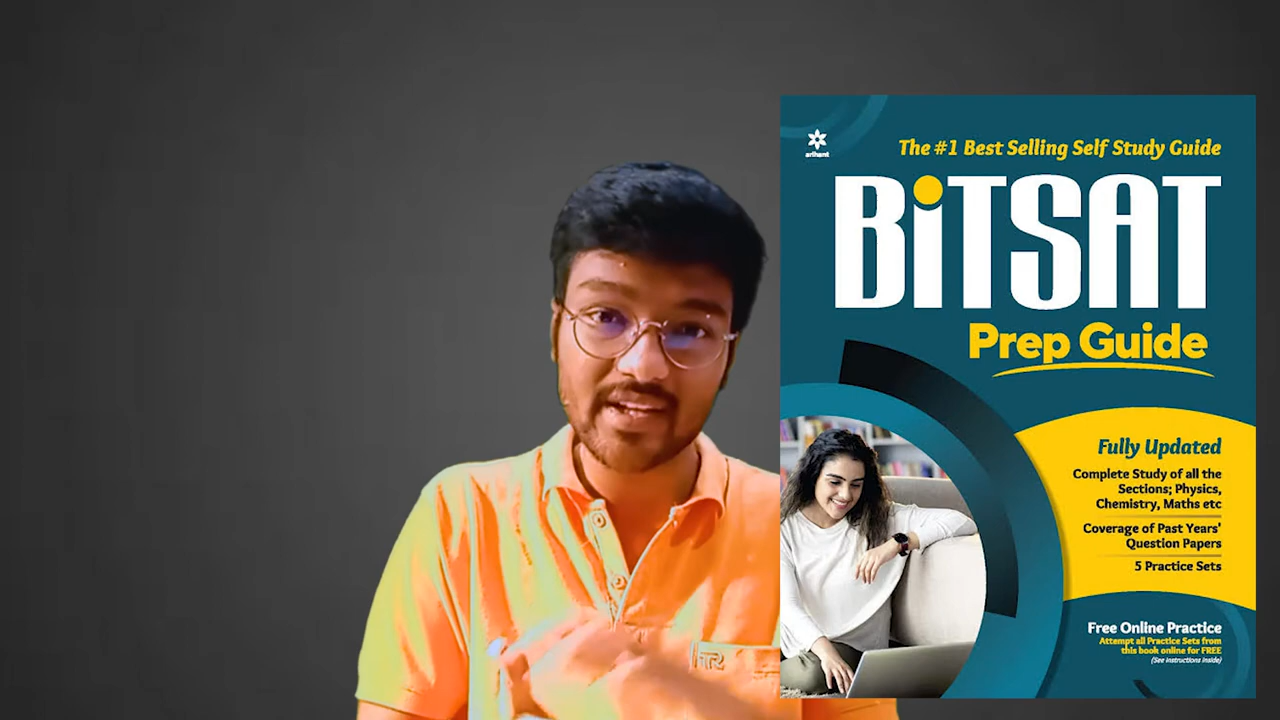 arihant
The #1 Best Selling Self Study Guide
BiTSAT
Prep Guide
Fully Updated
Complete Study of all the
Sections; Physics,
Chemistry, Maths etc
Coverage of Past Years'
Question Papers
5 Practice Sets
Free Online Practice
Attempt all Practice Sets from
this book online for FREE
(See instructions inside)